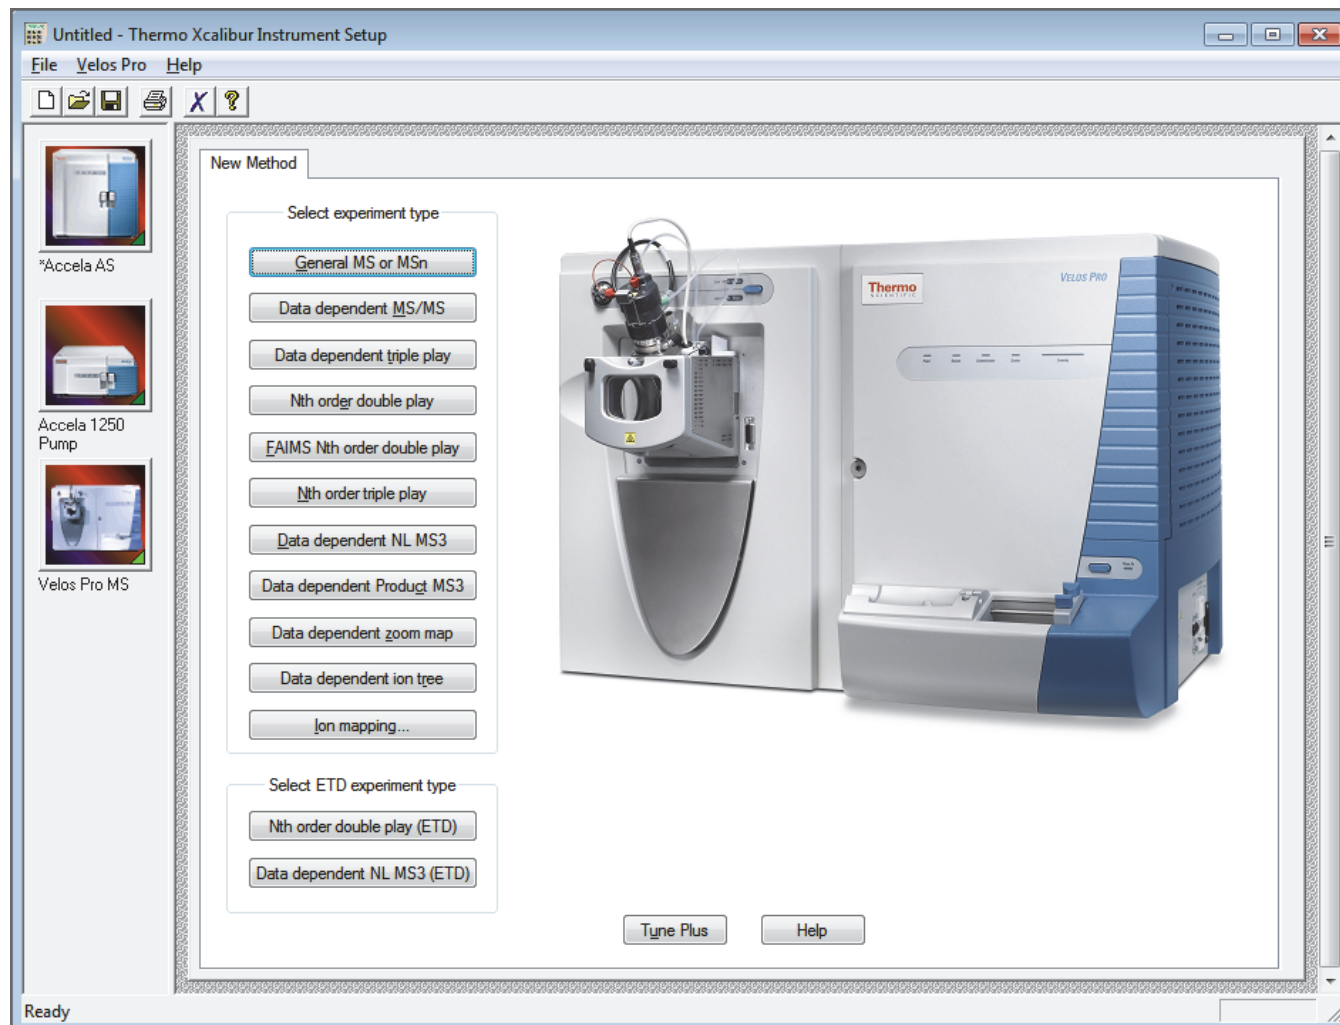 Untitled - Thermo Xcalibur Instrument Setup
File Velos Pro Help
*Accela AS
Accela 1250
Pump
Velos Pro MS
New Method
Select experiment type
General MS or MSn
Data dependent MS/MS
Data dependent triple play
Nth order double play
FAIMS Nth order double play
Nth order triple play
Data dependent NL MS3
Data dependent Product MS3
Data dependent zoom map
Data dependent ion tree
Ion mapping...
Select ETD experiment type
Nth order double play (ETD)
Data dependent NL MS3 (ETD)
Thermo
SCIENTIFIC
VELOS PRO
Tune Plus
Help
Ready